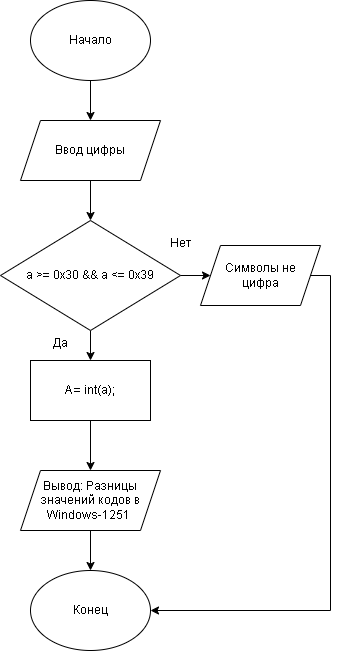 Начало
Ввод цифры
Нет
a >= 0x30 && a <= 0x39
Символы не
цифра
Да
A= int(a);
Вывод: Разницы
значений кодов в
Windows-1251
Конец